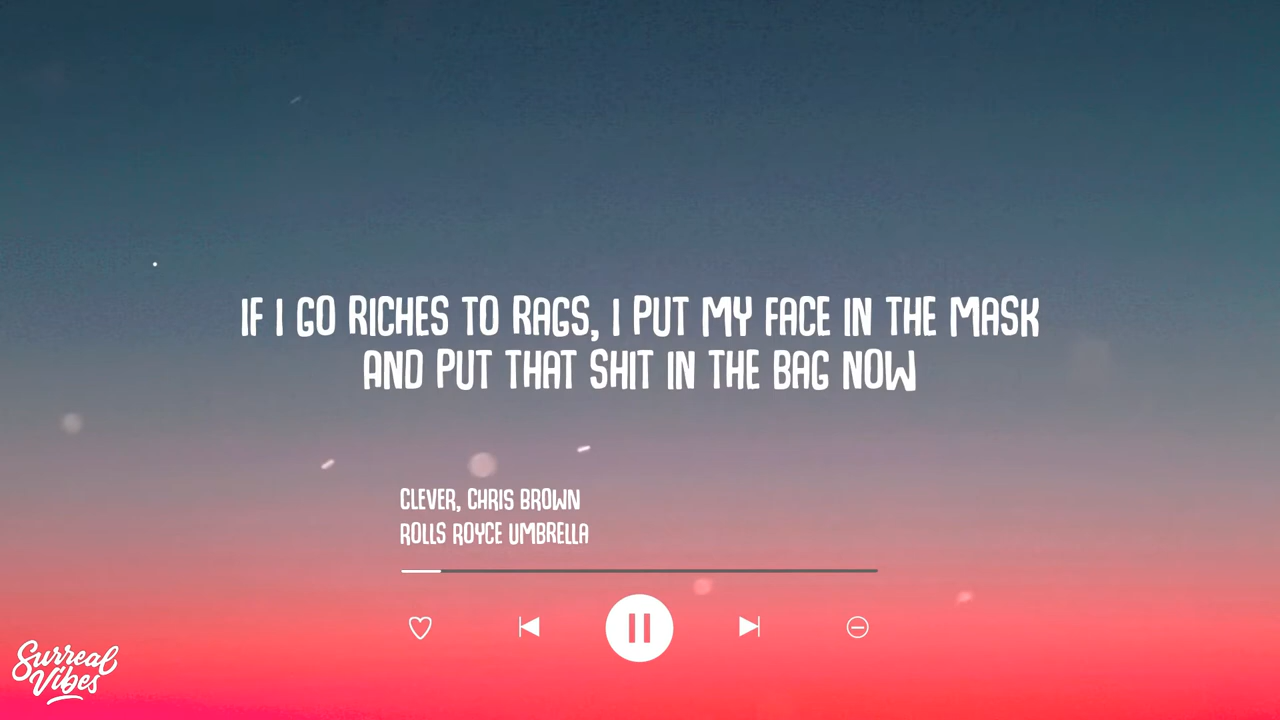 IF I GO RICHES TO RAGS, I PUT MY FACE IN THE MASK
AND PUT THAT SHIT IN THE BAG NOW
CLEVER, CHRIS BROWN
ROLLS ROYCE UMBRELLA
Surreal
Vibes